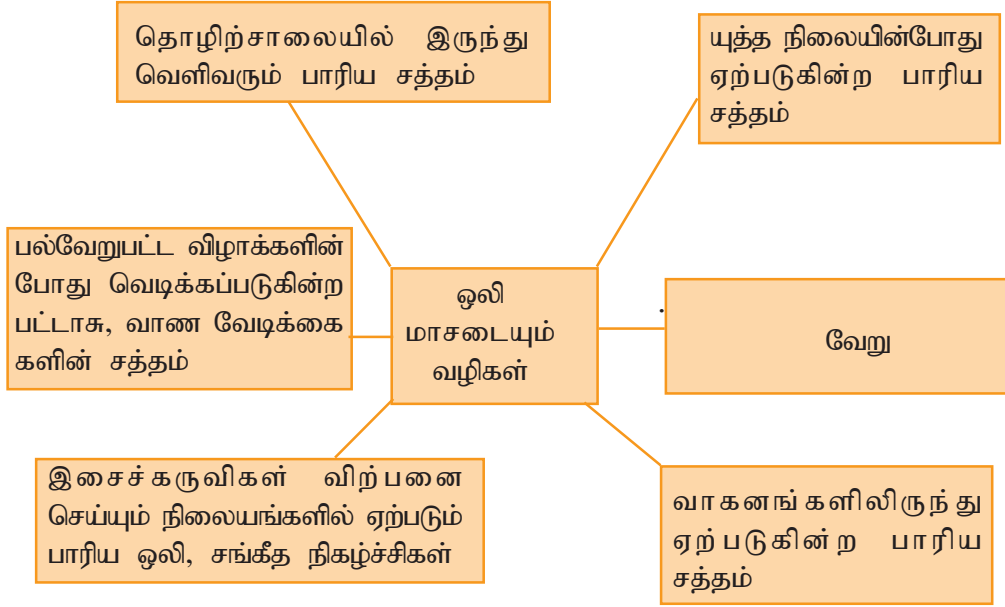 தொழிற்சாலையில் இருந்து
வெளிவரும் பாரிய சத்தம்
யுத்த நிலையின்போது
ஏற்படுகின்ற பாரிய
சத்தம்
பல்வேறுபட்ட விழாக்களின்
போது வெடிக்கப்படுகின்ற
பட்டாசு, வாண வேடிக்கை
களின் சத்தம்
ஒலி
மாசடையும்
வழிகள்
வேறு
இசைச்கருவிகள் விற்பனை
செய்யும் நிலையங்களில் ஏற்படும்
பாரிய ஒலி, சங்கீத நிகழ்ச்சிகள்
வாகனங்களிலிருந்து
ஏற்படுகின்ற பாரிய
சத்தம்